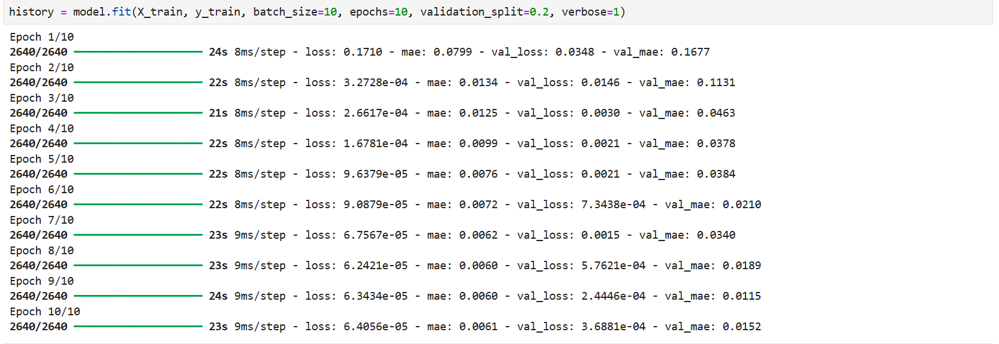 history = model.fit(X_train, y_train, batch_size=10, epochs=10, validation_split=0.2, verbose=1)
Epoch 1/10
2640/2640 ━━━━━━━━━━━━━━━━━━━━ 24s 8ms/step - loss: 0.1710 - mae: 0.0799 - val_loss: 0.0348 - val_mae: 0.1677
Epoch 2/10
2640/2640 ━━━━━━━━━━━━━━━━━━━━ 22s 8ms/step - loss: 3.2728e-04 - mae: 0.0134 - val_loss: 0.0146 - val_mae: 0.1131
Epoch 3/10
2640/2640 ━━━━━━━━━━━━━━━━━━━━ 21s 8ms/step - loss: 2.6617e-04 - mae: 0.0125 - val_loss: 0.0030 - val_mae: 0.0463
Epoch 4/10
2640/2640 ━━━━━━━━━━━━━━━━━━━━ 22s 8ms/step - loss: 1.6781e-04 - mae: 0.0099 - val_loss: 0.0021 - val_mae: 0.0378
Epoch 5/10
2640/2640 ━━━━━━━━━━━━━━━━━━━━ 22s 8ms/step - loss: 9.6379e-05 - mae: 0.0076 - val_loss: 0.0021 - val_mae: 0.0384
Epoch 6/10
2640/2640 ━━━━━━━━━━━━━━━━━━━━ 22s 8ms/step - loss: 9.0879e-05 - mae: 0.0072 - val_loss: 7.3438e-04 - val_mae: 0.0210
Epoch 7/10
2640/2640 ━━━━━━━━━━━━━━━━━━━━ 23s 9ms/step - loss: 6.7567e-05 - mae: 0.0062 - val_loss: 0.0015 - val_mae: 0.0340
Epoch 8/10
2640/2640 ━━━━━━━━━━━━━━━━━━━━ 23s 9ms/step - loss: 6.2421e-05 - mae: 0.0060 - val_loss: 5.7621e-04 - val_mae: 0.0189
Epoch 9/10
2640/2640 ━━━━━━━━━━━━━━━━━━━━ 24s 9ms/step - loss: 6.3434e-05 - mae: 0.0060 - val_loss: 2.4446e-04 - val_mae: 0.0115
Epoch 10/10
2640/2640 ━━━━━━━━━━━━━━━━━━━━ 23s 9ms/step - loss: 6.4056e-05 - mae: 0.0061 - val_loss: 3.6881e-04 - val_mae: 0.0152